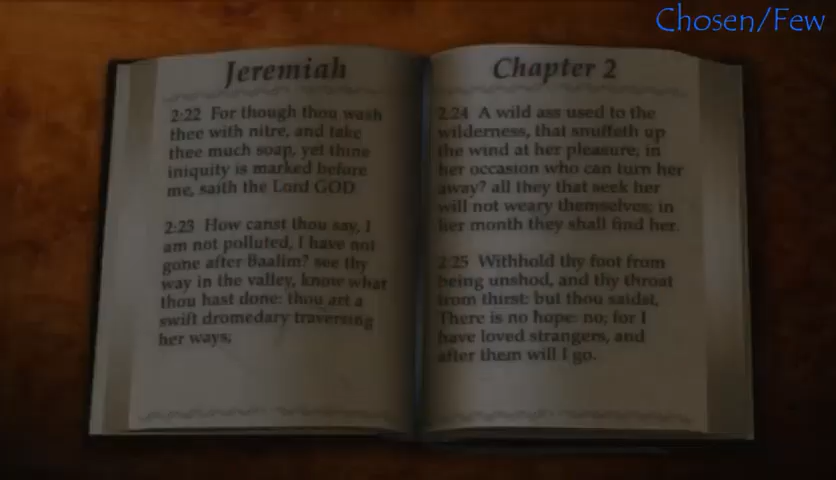 Chosen/Few
Jeremiah
2:22 For though thou wash
thee with nitre, and take
thee much soap, yet thine
iniquity is marked before
me, saith the Lord GOD
2:23 How canst thou say, I
am not polluted, I have not
gone after Baalim? see thy
way in the valley, know what
thou hast done: thou art a
swift dromedary traversing
her ways;
Chapter 2
2:24 A wild ass used to the
wilderness, that snuffeth up
the wind at her pleasure; in
her occasion who can turn her
away? all they that seek her
will not weary themselves; in
her month they shall find her.
2:25 Withhold thy foot from
being unshod, and thy throat
from thirst: but thou saidst,
There is no hope: no; for I
have loved strangers, and
after them will I go.